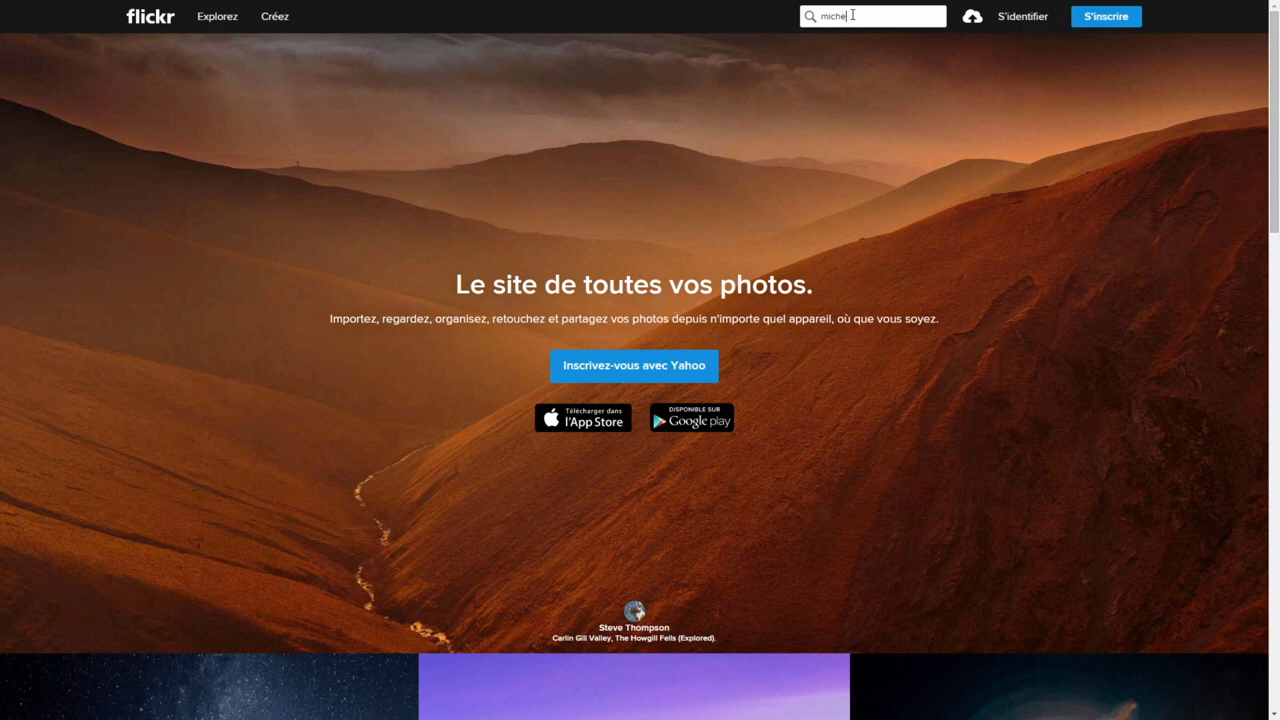 flickr Explorez Créez miche S'identifier S'inscrire
Le site de toutes vos photos.
Importez, regardez, organisez, retouchez et partagez vos photos depuis n'importe quel appareil, où que vous soyez.
Inscrivez-vous avec Yahoo
Télécharger dans
l'App Store
DISPONIBLE SUR
Google play
Steve Thompson
Carlin Gill Valley, The Howgill Fells (Explored).